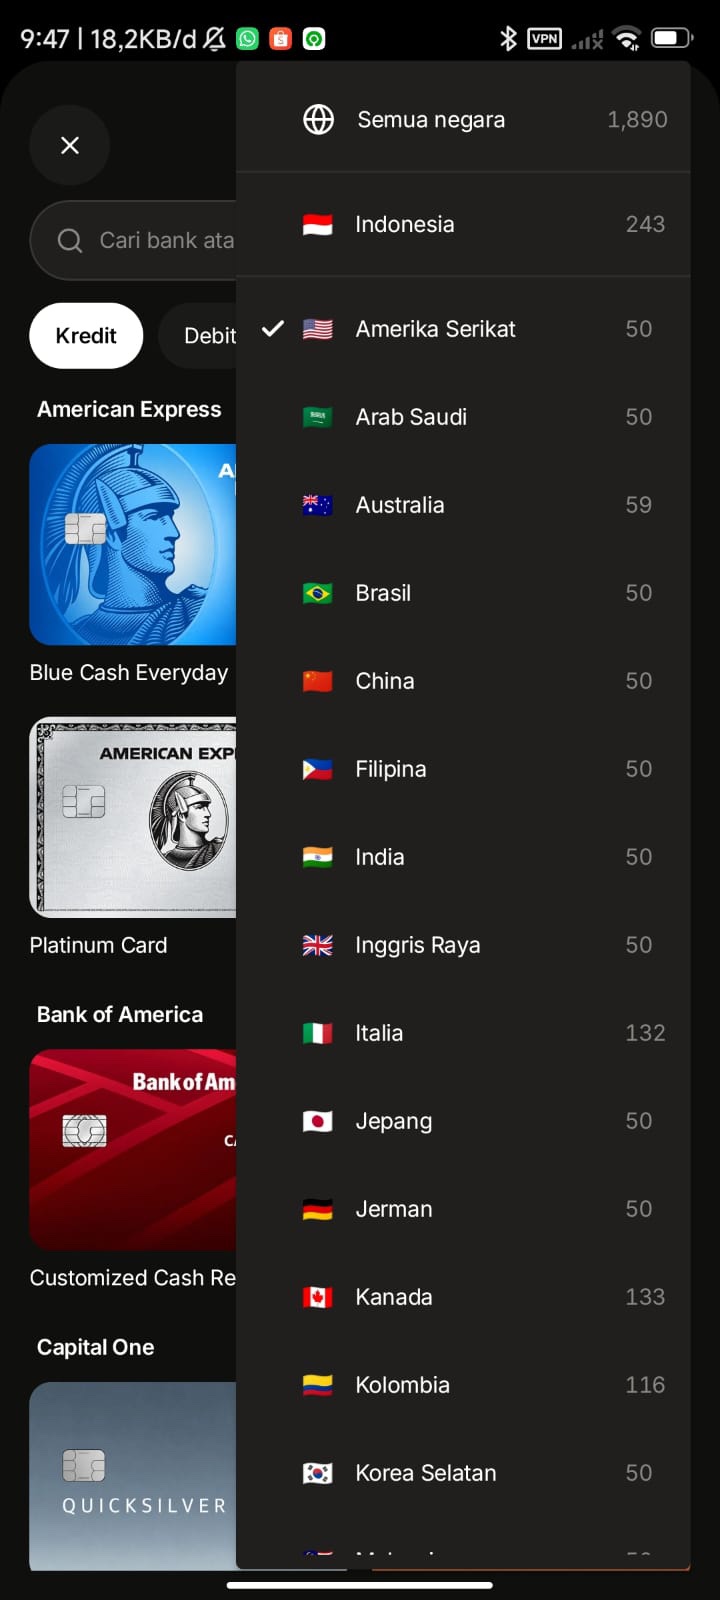 9:47 | 18,2KB/d
VPN
Semua negara 1,890
Cari bank ata
Indonesia 243
Kredit
Debit
Amerika Serikat 50
American Express
Arab Saudi 50
Australia 59
Brasil 50
Blue Cash Everyday
China 50
AMERICAN EXP
Filipina 50
India 50
Platinum Card
Inggris Raya 50
Bank of America
Italia 132
Bank of Am
Jepang 50
Jerman 50
Customized Cash Re
Kanada 133
Capital One
Kolombia 116
Korea Selatan 50
QUICKSILVER